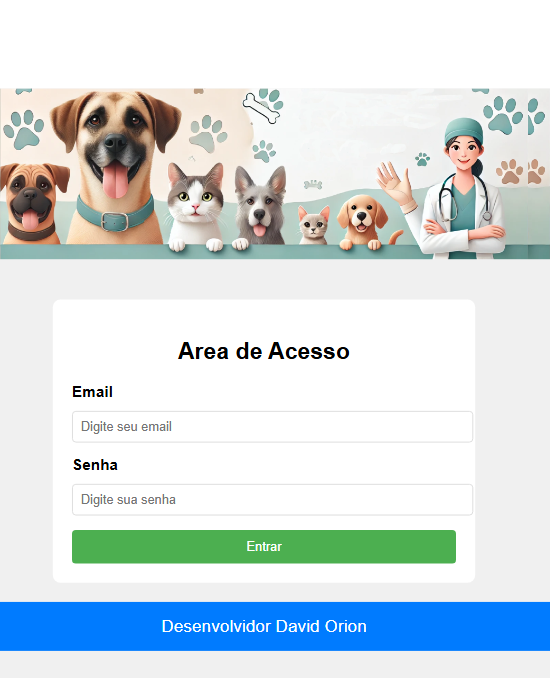 Area de Acesso
Email
Digite seu email
Senha
Digite sua senha
Entrar
Desenvolvidor David Orion